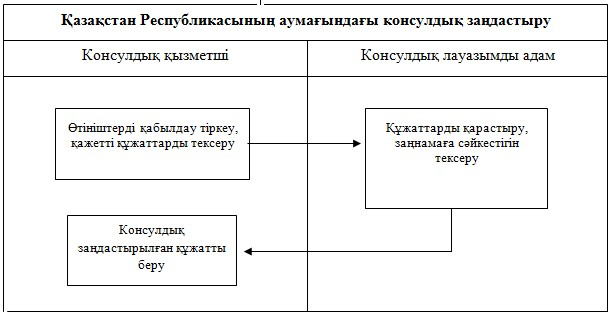 Қазақстан Республикасының аумағындағы консулдық заңдастыру
Консулдық қызметші
Консулдық лауазымды адам
Өтініштерді қабылдау тіркеу,
қажетті құжаттарды тексеру
Құжаттарды қарастыру,
заңнамаға сәйкестігін
тексеру
Консулдық
заңдастырылған құжатты
беру